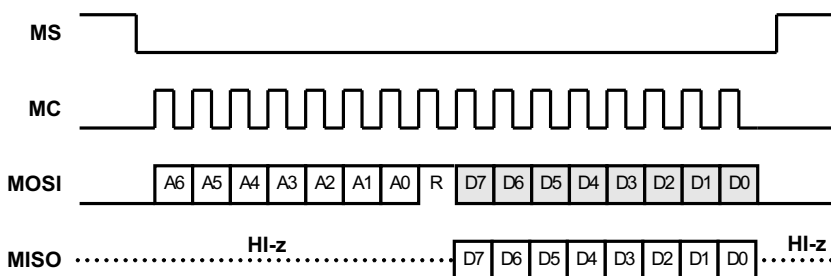 MS
MC
MOSI A6 A5 A4 A3 A2 A1 A0 R D7 D6 D5 D4 D3 D2 D1 D0
MISO HI-z D7 D6 D5 D4 D3 D2 D1 D0 HI-z